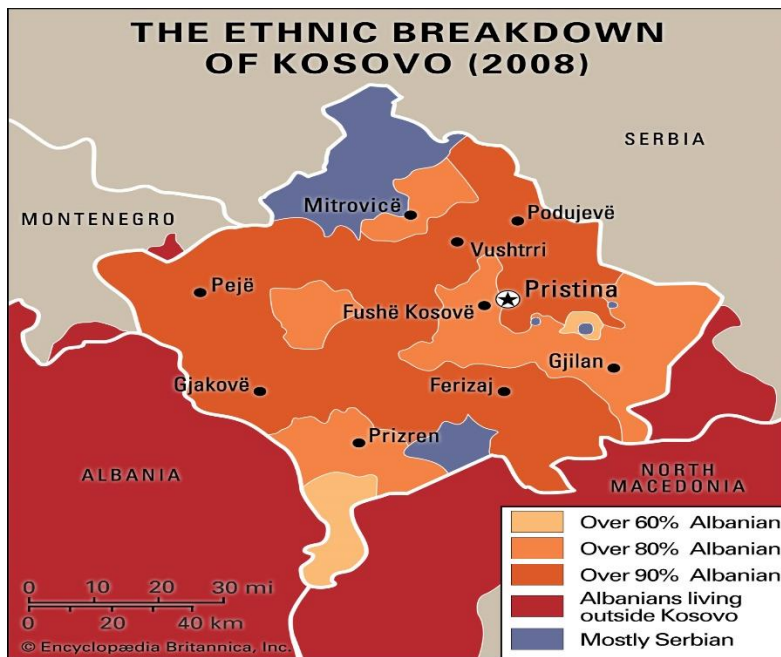 THE ETHNIC BREAKDOWN
OF KOSOVO (2008)
SERBIA
MONTENEGRO
Mitrovicë
Podujevë
Vushtrri
Pejë
Pristina
Fushë Kosovë
Gjilan
Gjakovë
Ferizaj
Prizren
ALBANIA
NORTH
MACEDONIA
Over 60% Albanian
Over 80% Albanian
Over 90% Albanian
Albanians living
outside Kosovo
Mostly Serbian
0 10 20 30 mi
0 20 40 km
© Encyclopædia Britannica, Inc.